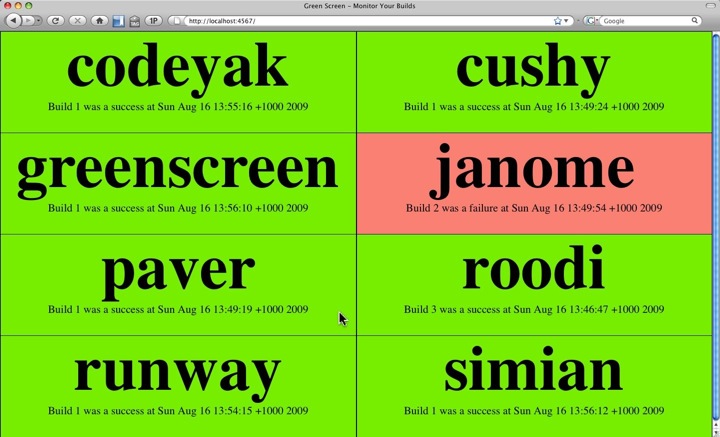 Green Screen - Monitor Your Builds
1P
http://localhost:4567/
Google
codeyak
Build 1 was a success at Sun Aug 16 13:55:16 +1000 2009
cushy
Build 1 was a success at Sun Aug 16 13:49:24 +1000 2009
greenscreen
Build 1 was a success at Sun Aug 16 13:56:10 +1000 2009
janome
Build 2 was a failure at Sun Aug 16 13:49:54 +1000 2009
paver
Build 1 was a success at Sun Aug 16 13:49:19 +1000 2009
roodi
Build 3 was a success at Sun Aug 16 13:46:47 +1000 2009
runway
Build 1 was a success at Sun Aug 16 13:54:15 +1000 2009
simian
Build 1 was a success at Sun Aug 16 13:56:12 +1000 2009